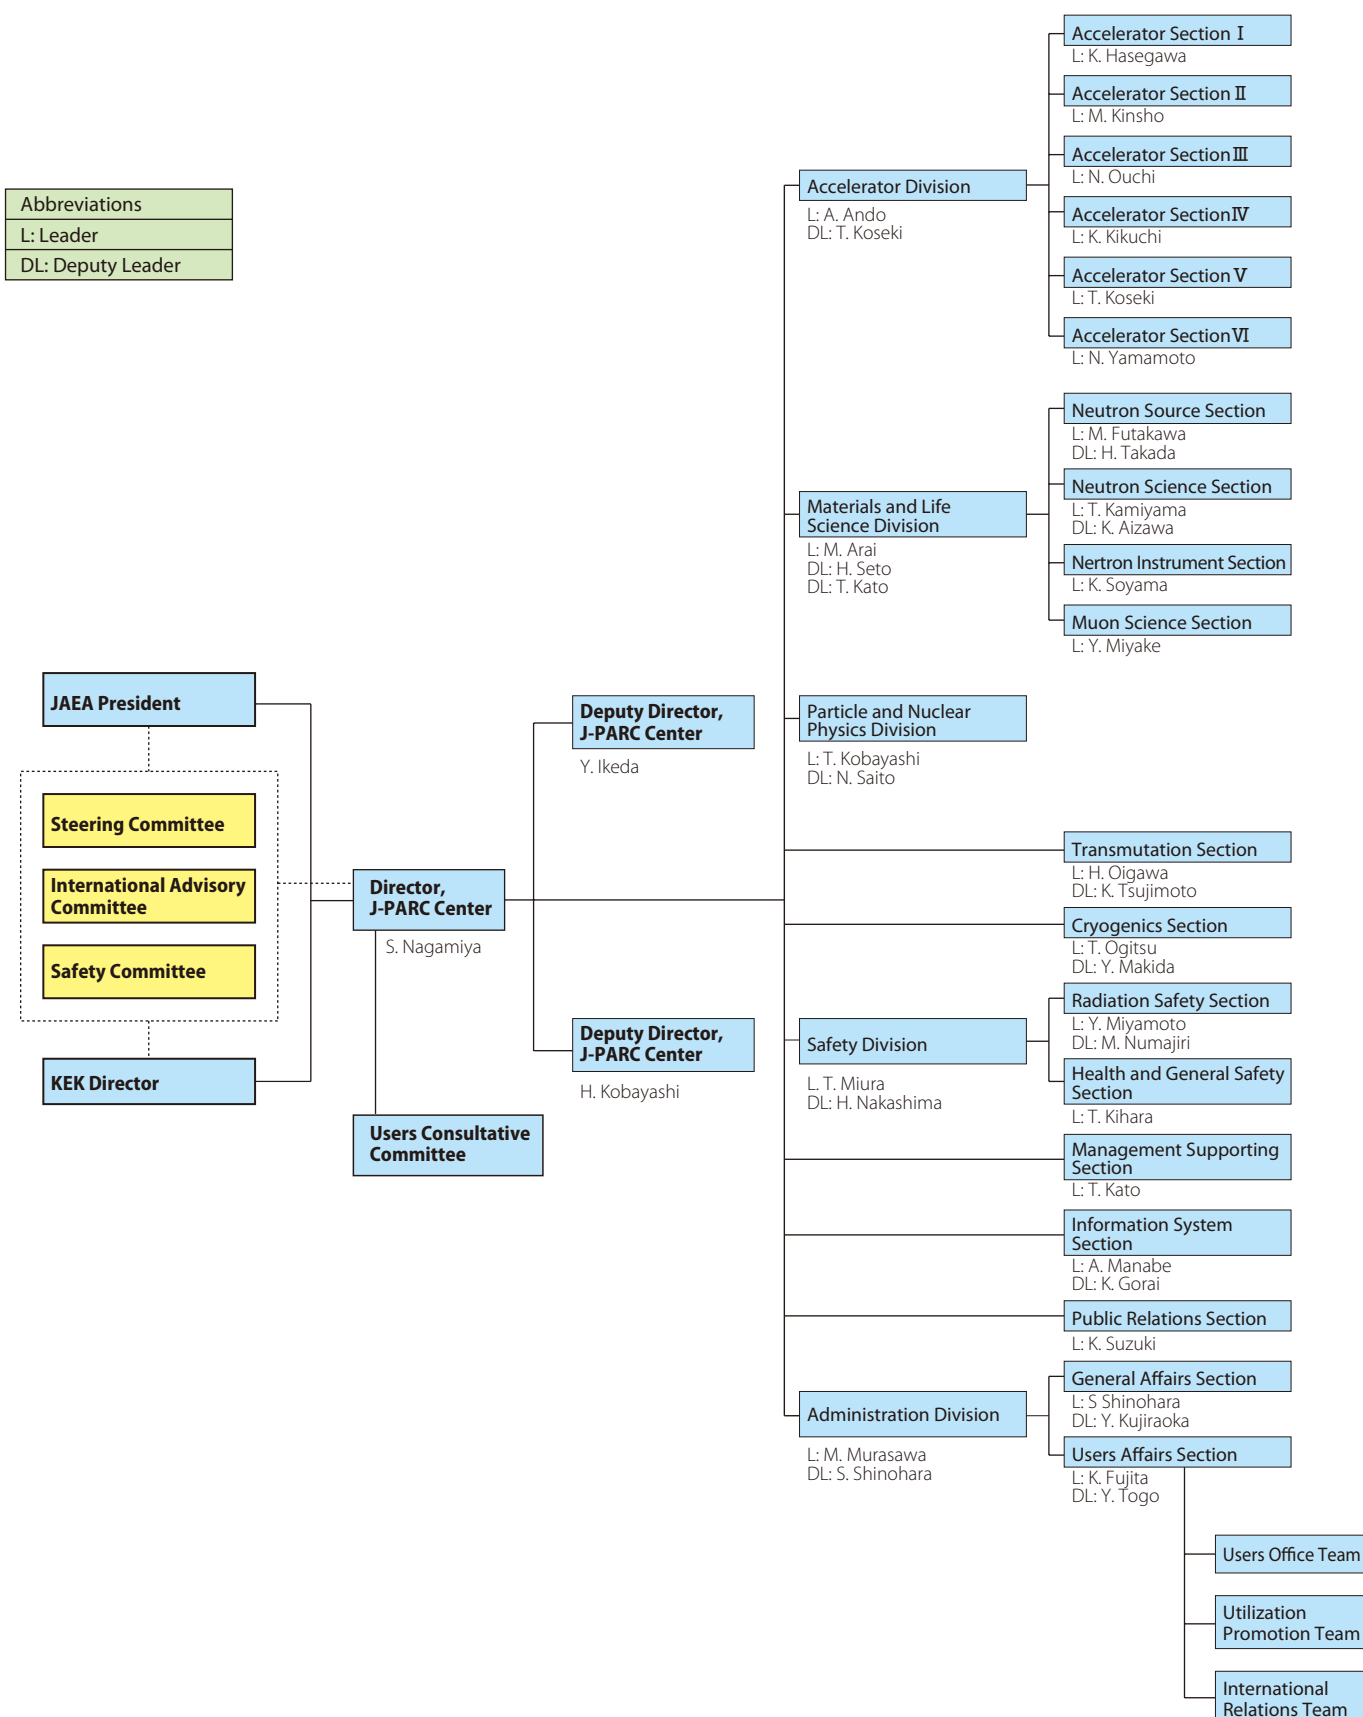 Abbreviations
L: Leader
DL: Deputy Leader
JAEA President
Steering Committee
International Advisory
Committee
Safety Committee
KEK Director
Director,
J-PARC Center
S. Nagamiya
Users Consultative
Committee
Deputy Director,
J-PARC Center
Y. Ikeda
Deputy Director,
J-PARC Center
H. Kobayashi
Accelerator Division
L: A. Ando
DL: T. Koseki
Accelerator Section Ⅰ
L: K. Hasegawa
Accelerator Section Ⅱ
L: M. Kinsho
Accelerator Section Ⅲ
L: N. Ouchi
Accelerator Section Ⅳ
L: K. Kikuchi
Accelerator Section Ⅴ
L: T. Koseki
Accelerator Section Ⅵ
L: N. Yamamoto
Materials and Life
Science Division
L: M. Arai
DL: H. Seto
DL: T. Kato
Neutron Source Section
L: M. Futakawa
DL: H. Takada
Neutron Science Section
L: T. Kamiyama
DL: K. Aizawa
Nertron Instrument Section
L: K. Soyama
Muon Science Section
L: Y. Miyake
Particle and Nuclear
Physics Division
L: T. Kobayashi
DL: N. Saito
Transmutation Section
L: H. Oigawa
DL: K. Tsujimoto
Cryogenics Section
L: T. Ogitsu
DL: Y. Makida
Safety Division
L. T. Miura
DL: H. Nakashima
Radiation Safety Section
L: Y. Miyamoto
DL: M. Numajiri
Health and General Safety
Section
L: T. Kihara
Management Supporting
Section
L: T. Kato
Information System
Section
L: A. Manabe
DL: K. Gorai
Public Relations Section
L: K. Suzuki
Administration Division
L: M. Murasawa
DL: S. Shinohara
General Affairs Section
L: S Shinohara
DL: Y. Kujiraoka
Users Affairs Section
L: K. Fujita
DL: Y. Togo
Users Office Team
Utilization
Promotion Team
International
Relations Team